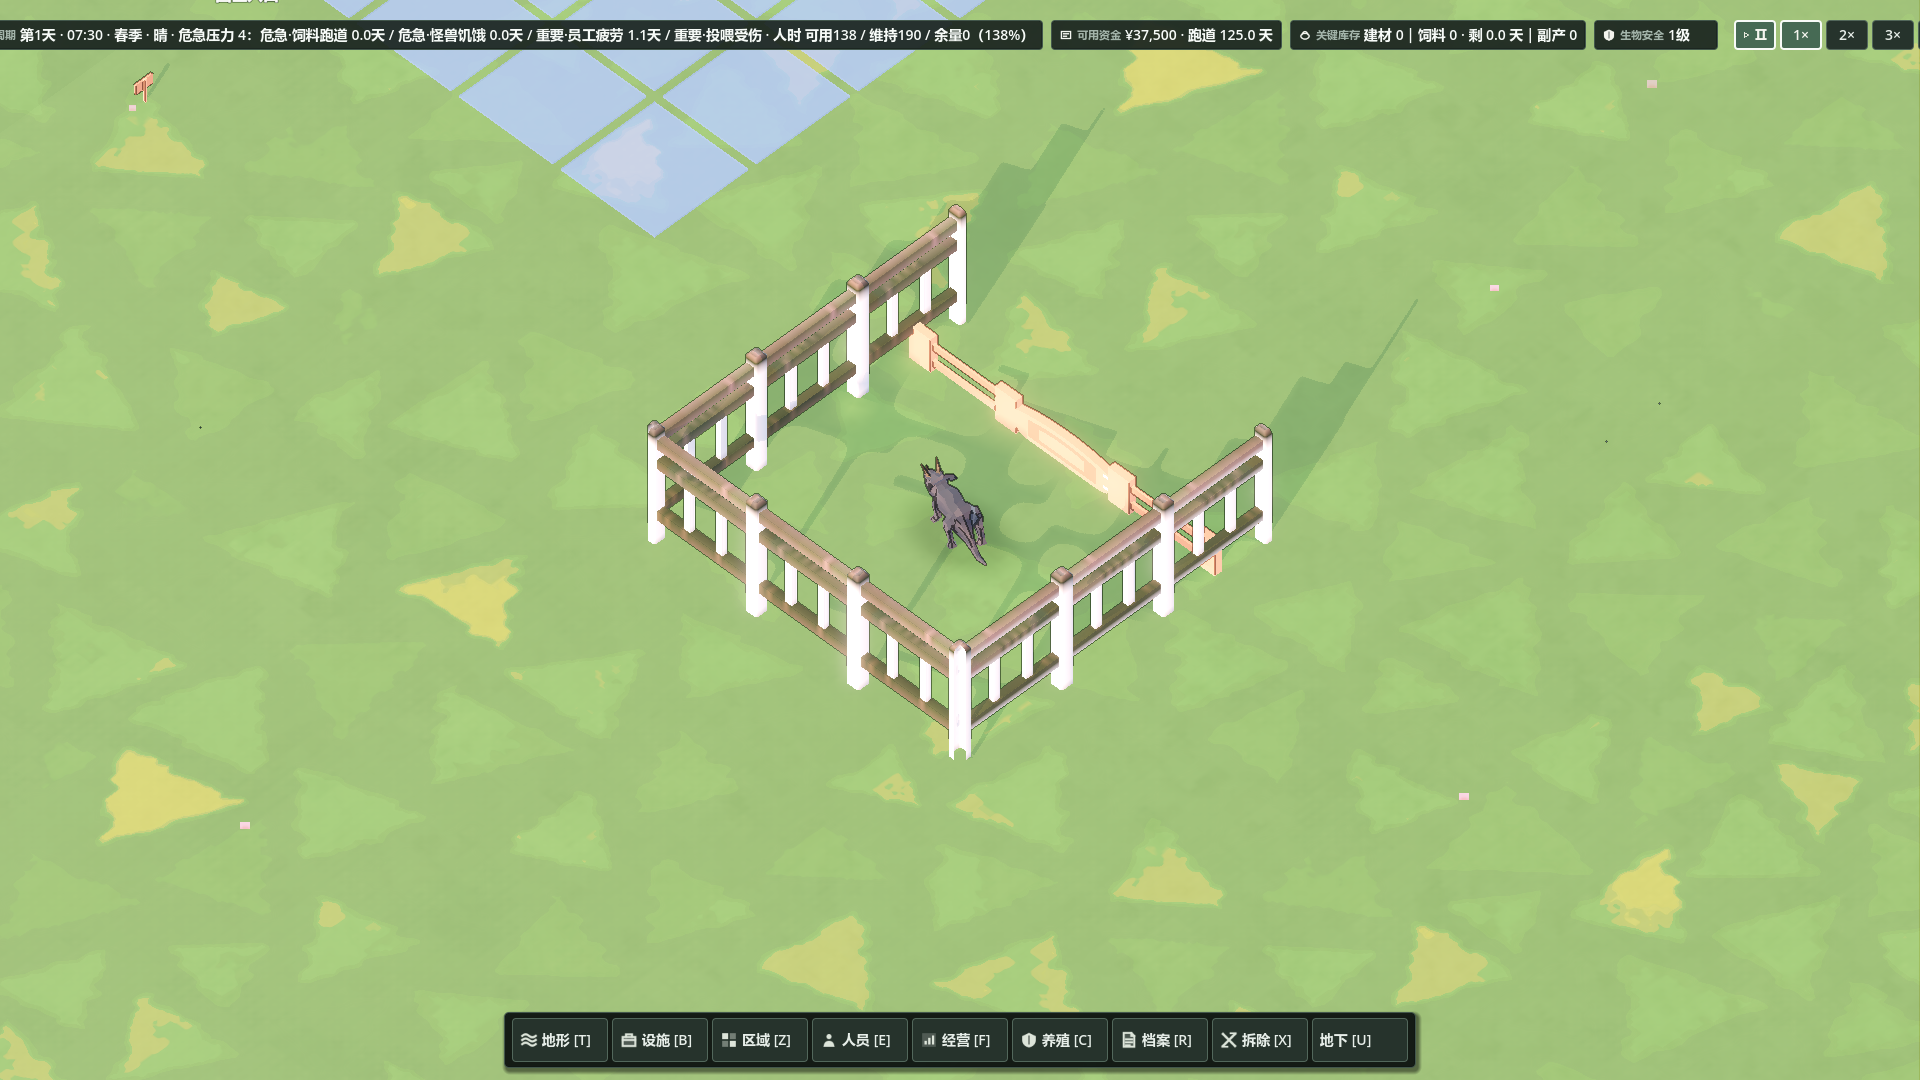 第1天 · 07:30 · 春季 · 晴 · 危急压力 4：危急·饲料跑道 0.0天 / 危急·怪兽饥饿 0.0天 / 重要·员工疲劳 1.1天 / 重要·投喂受伤 · 人时 可用138 / 维持190 / 余量0（138%）
可用资金 ¥37,500 · 跑道 125.0 天
关键库存 建材 0 | 饲料 0 · 剩 0.0 天 | 副产 0
生物安全 1级
1×
2×
3×
地形 [T]
设施 [B]
区域 [Z]
人员 [E]
经营 [F]
养殖 [C]
档案 [R]
拆除 [X]
地下 [U]